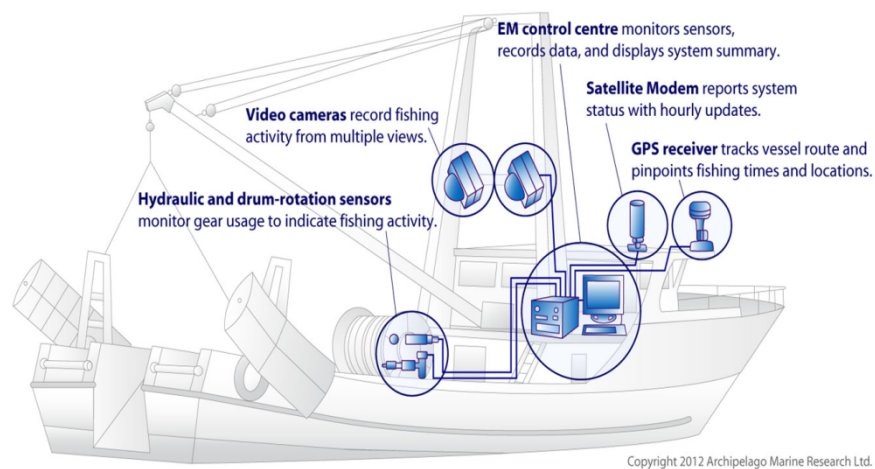 EM control centre monitors sensors,
records data, and displays system summary.
Satellite Modem reports system
status with hourly updates.
Video cameras record fishing
activity from multiple views.
GPS receiver tracks vessel route and
pinpoints fishing times and locations.
Hydraulic and drum-rotation sensors
monitor gear usage to indicate fishing activity.
Copyright 2012 Archipelago Marine Research Ltd.